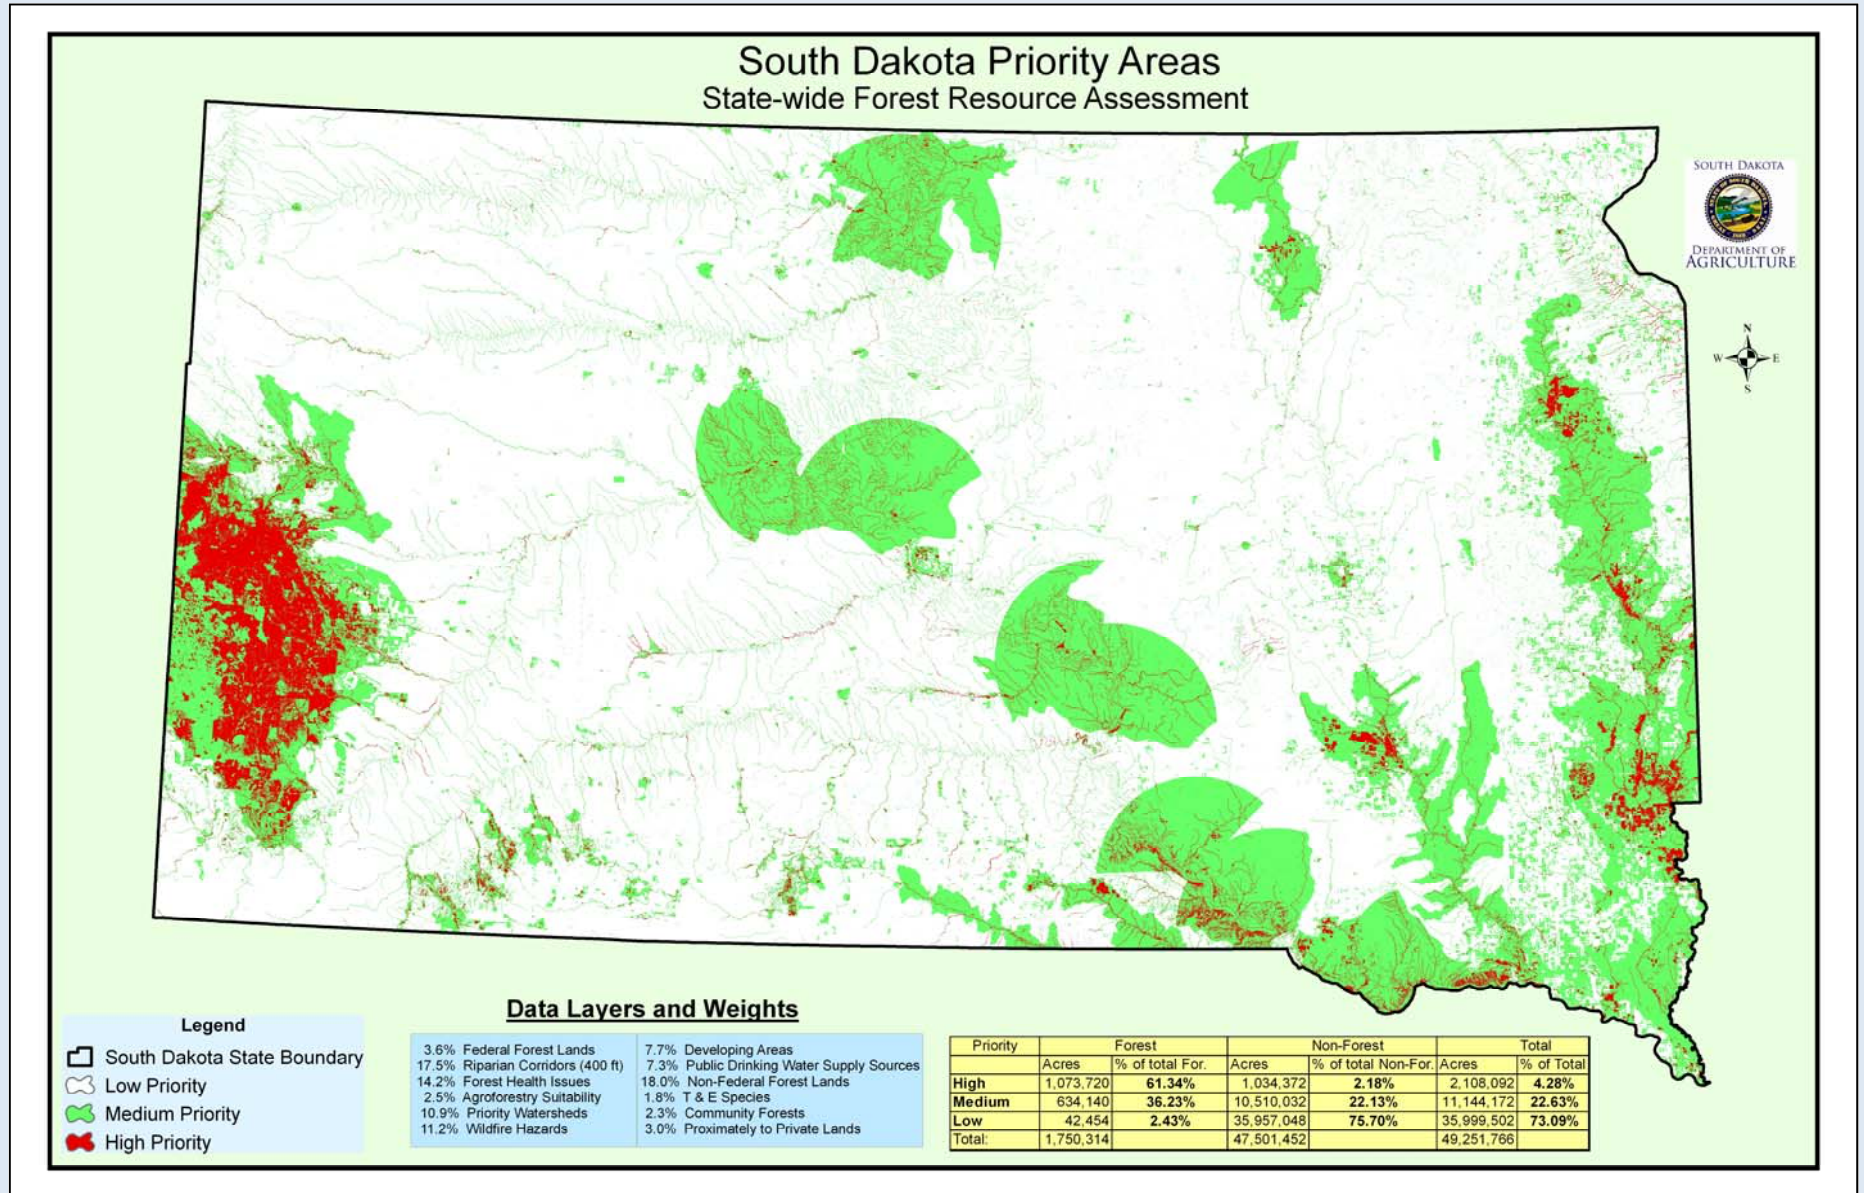 South Dakota Priority Areas
State-wide Forest Resource Assessment
SOUTH DAKOTA
DEPARTMENT OF
AGRICULTURE
N
W E
S
Legend
South Dakota State Boundary
Low Priority
Medium Priority
High Priority
Data Layers and Weights
3.6% Federal Forest Lands
17.5% Riparian Corridors (400 ft)
14.2% Forest Health Issues
2.5% Agroforestry Suitability
10.9% Priority Watersheds
11.2% Wildfire Hazards
7.7% Developing Areas
7.3% Public Drinking Water Supply Sources
18.0% Non-Federal Forest Lands
1.8% T & E Species
2.3% Community Forests
3.0% Proximately to Private Lands
Priority Forest Non-Forest Total
Acres % of total For. Acres % of total Non-For. Acres % of Total
High 1,073,720 61.34% 1,034,372 2.18% 2,108,092 4.28%
Medium 634,140 36.23% 10,510,032 22.13% 11,144,172 22.63%
Low 42,454 2.43% 35,957,048 75.70% 35,999,502 73.09%
Total: 1,750,314 47,501,452 49,251,766